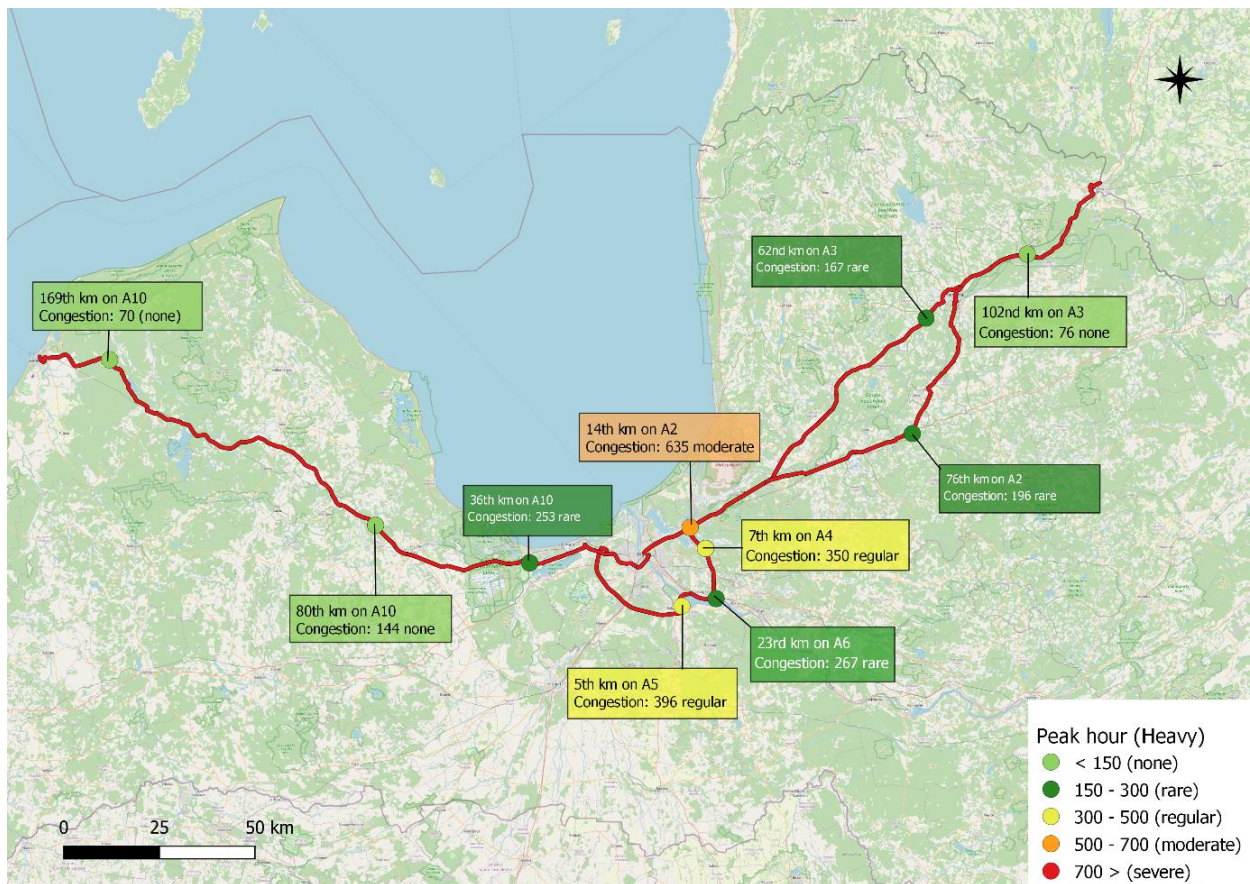 62nd km on A3
Congestion: 167 rare
169th km on A10
Congestion: 70 (none)
102nd km on A3
Congestion: 76 none
14th km on A2
Congestion: 635 moderate
36th km on A10
Congestion: 253 rare
76th km on A2
Congestion: 196 rare
7th km on A4
Congestion: 350 regular
80th km on A10
Congestion: 144 none
23rd km on A6
Congestion: 267 rare
5th km on A5
Congestion: 396 regular
Peak hour (Heavy)
< 150 (none)
150 - 300 (rare)
300 - 500 (regular)
500 - 700 (moderate)
700 > (severe)
0 25 50 km